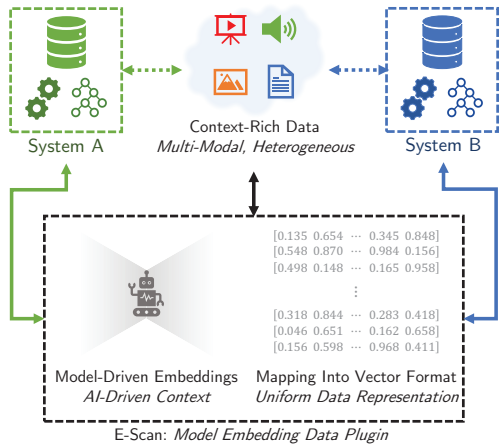 Context-Rich Data
Multi-Modal, Heterogeneous
System A
System B
[0.135 0.654 ··· 0.345 0.848]
[0.548 0.870 ··· 0.984 0.156]
[0.498 0.148 ··· 0.165 0.958]
⋮
[0.318 0.844 ··· 0.283 0.418]
[0.046 0.651 ··· 0.162 0.658]
[0.156 0.598 ··· 0.968 0.411]
Model-Driven Embeddings
AI-Driven Context
Mapping Into Vector Format
Uniform Data Representation
E-Scan: Model Embedding Data Plugin